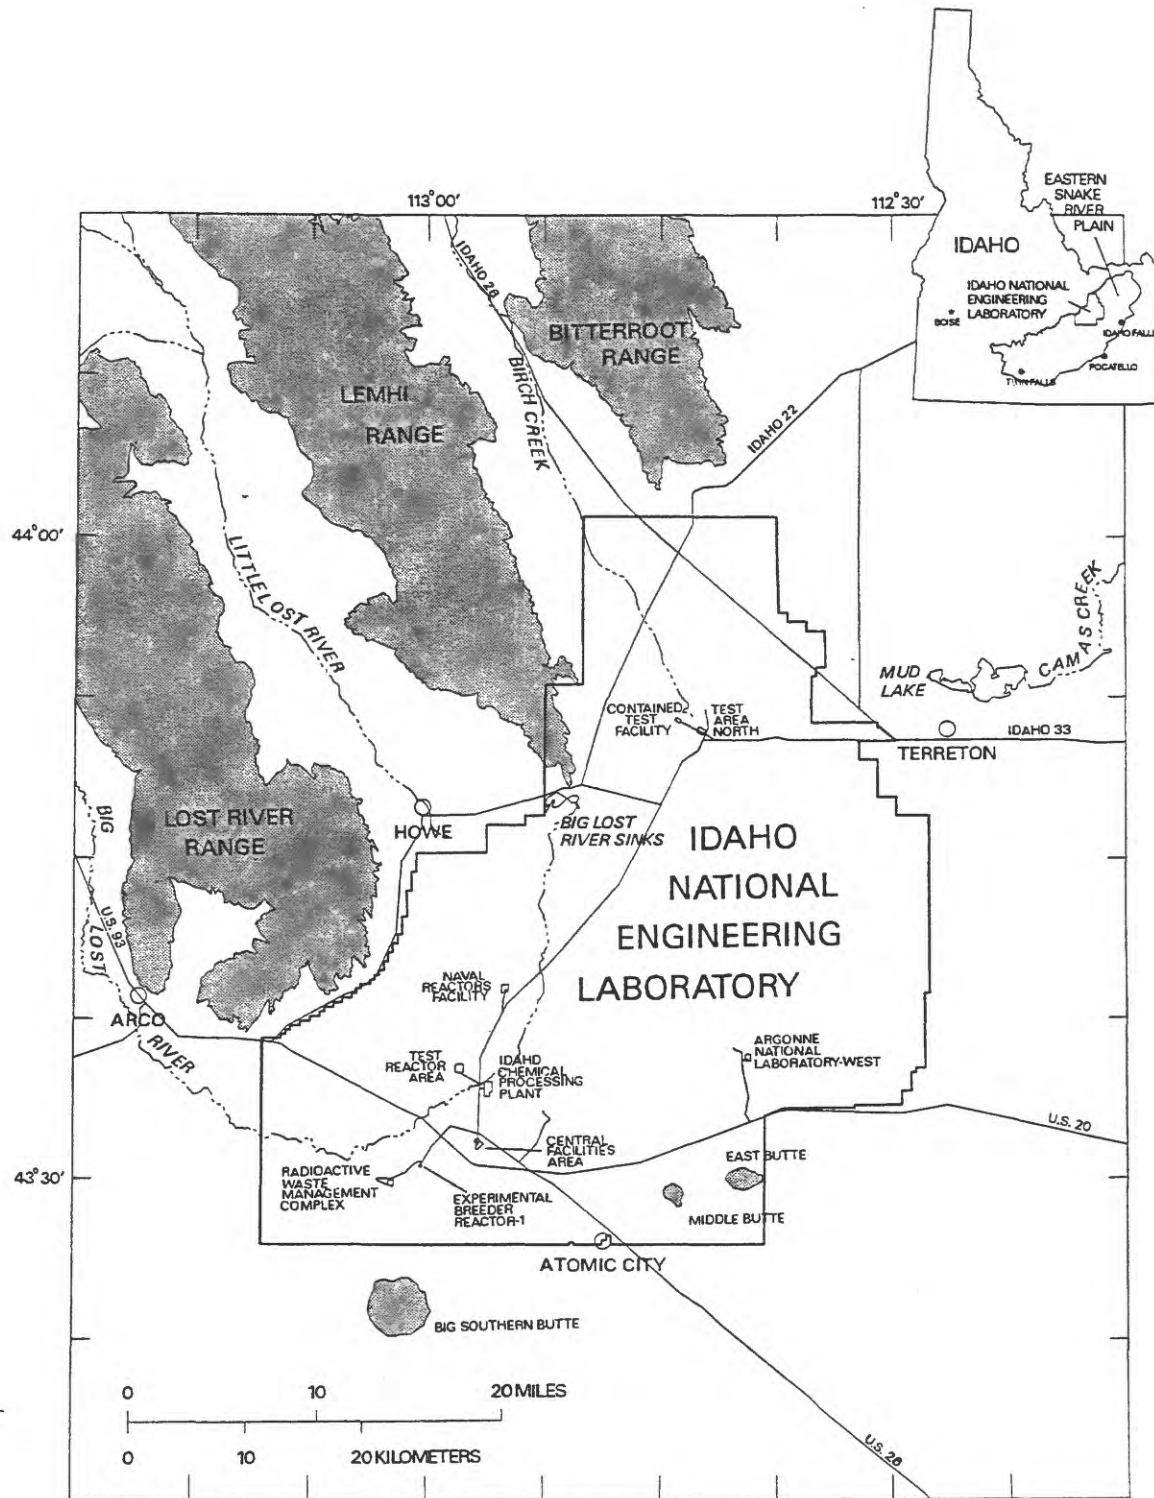 113°00'
112°30'
EASTERN
SNAKE
RIVER
PLAIN
IDAHO
IDAHO NATIONAL
ENGINEERING
LABORATORY
BOISE
IDAHO FALLS
POCATELLO
TWIN FALLS
IDAHO 28
BITTERROOT
RANGE
BIRCH CREEK
LEMHI
RANGE
IDAHO 22
44°00'
LITTLE LOST RIVER
CAMAS CREEK
MUD
LAKE
CONTAINED
TEST
FACILITY
TEST
AREA
NORTH
IDAHO 33
TERRETON
BIG
LOST
RIVER
LOST RIVER
RANGE
HOWE
BIG LOST
RIVER SINKS
IDAHO
NATIONAL
ENGINEERING
LABORATORY
U.S. 93
NAVAL
REACTORS
FACILITY
ARCO
TEST
REACTOR
AREA
IDAHO
CHEMICAL
PROCESSING
PLANT
ARGONNE
NATIONAL
LABORATORY-WEST
U.S. 20
CENTRAL
FACILITIES
AREA
43°30'
RADIOACTIVE
WASTE
MANAGEMENT
COMPLEX
EXPERIMENTAL
BREEDER
REACTOR-1
EAST BUTTE
MIDDLE BUTTE
ATOMIC CITY
BIG SOUTHERN BUTTE
0 10 20 MILES
0 10 20 KILOMETERS
U.S. 26